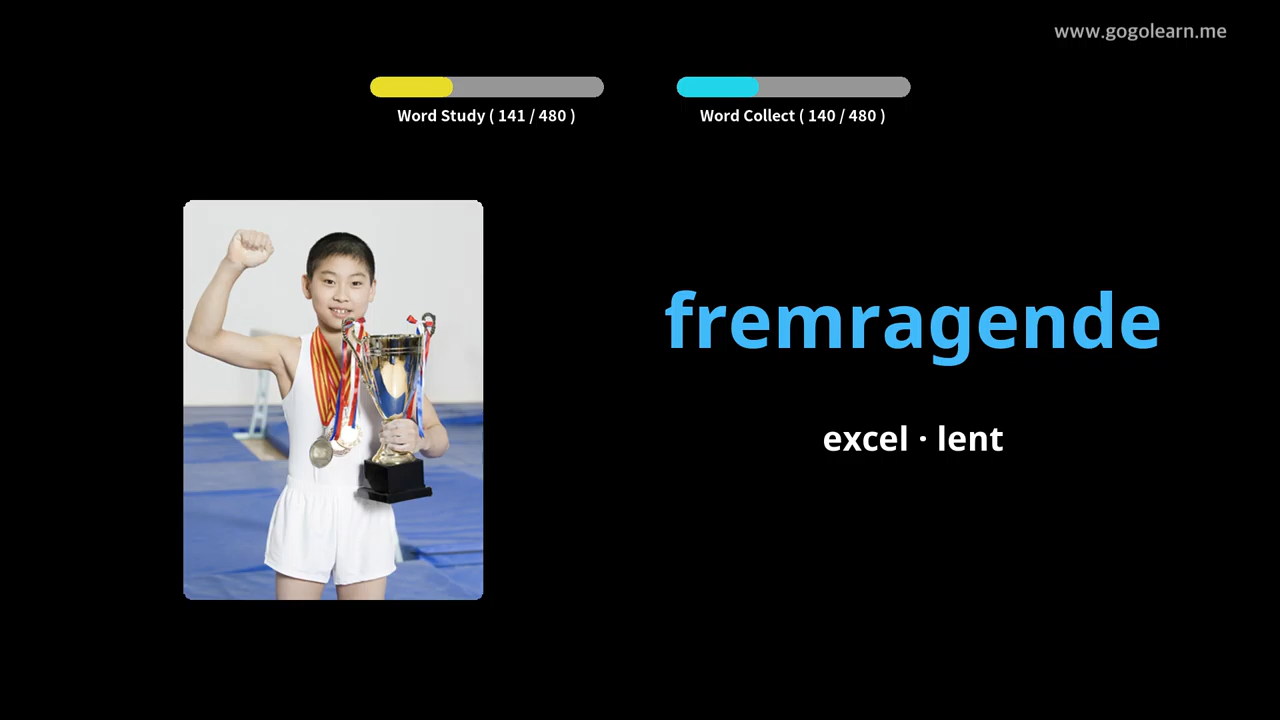 www.gogolearn.me
Word Study ( 141 / 480 )
Word Collect ( 140 / 480 )
fremragende
excel · lent